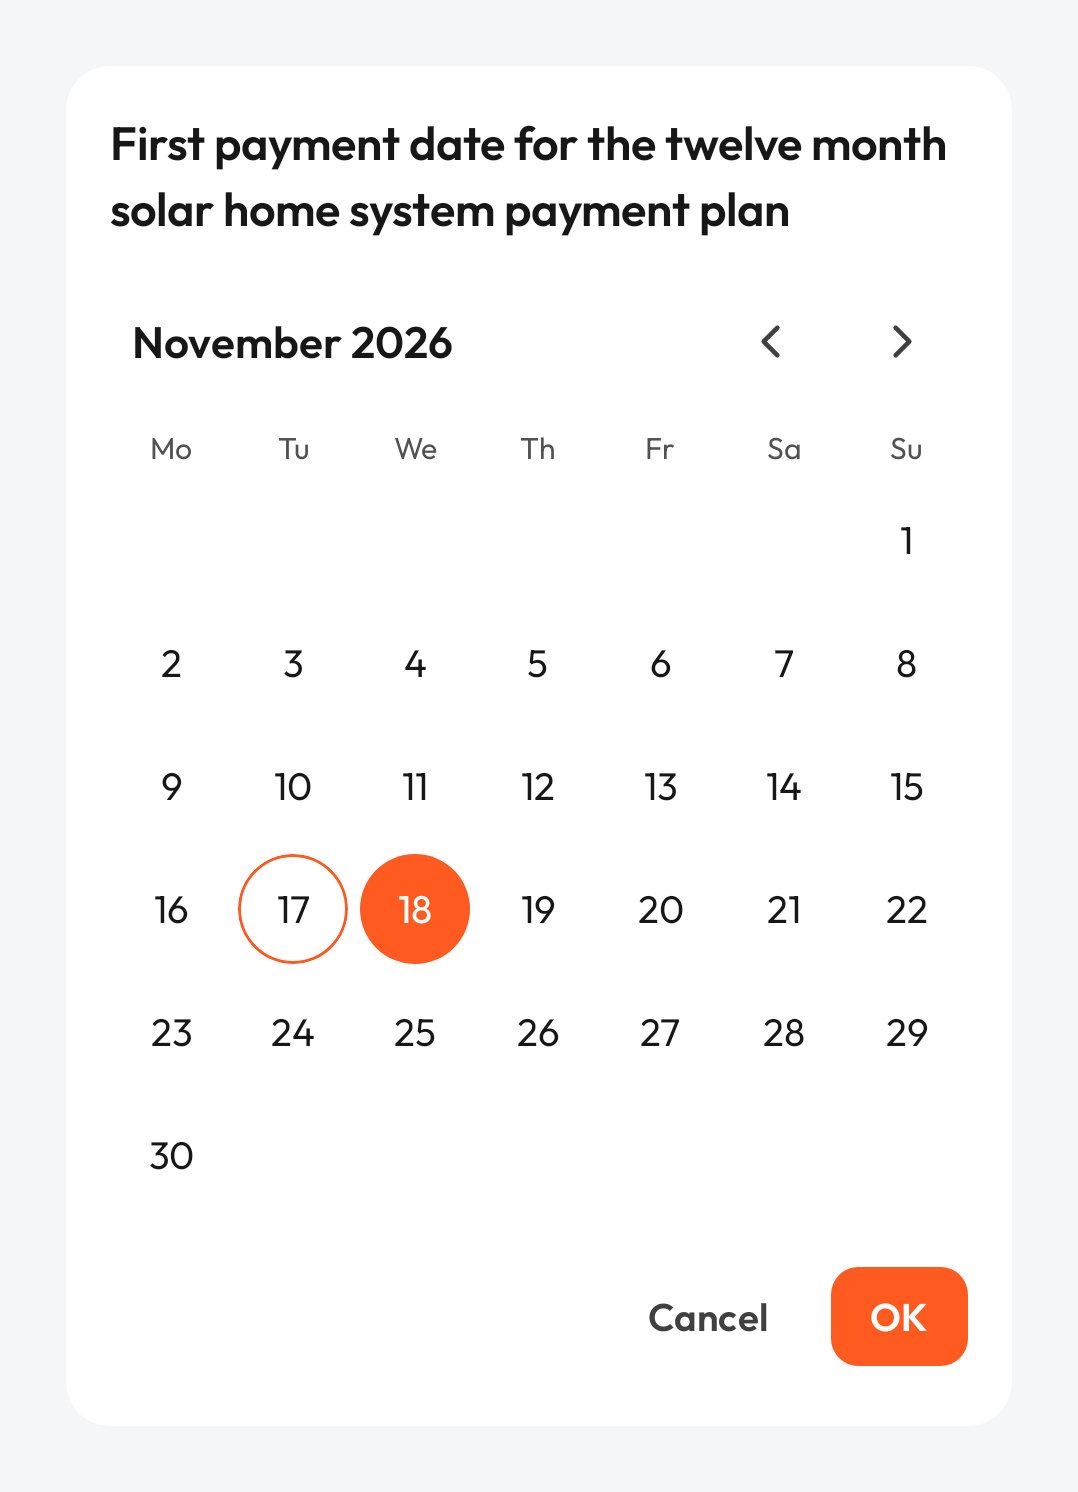 First payment date for the twelve month
solar home system payment plan
November 2026
Mo Tu We Th Fr Sa Su
1
2 3 4 5 6 7 8
9 10 11 12 13 14 15
16 17 18 19 20 21 22
23 24 25 26 27 28 29
30
Cancel OK